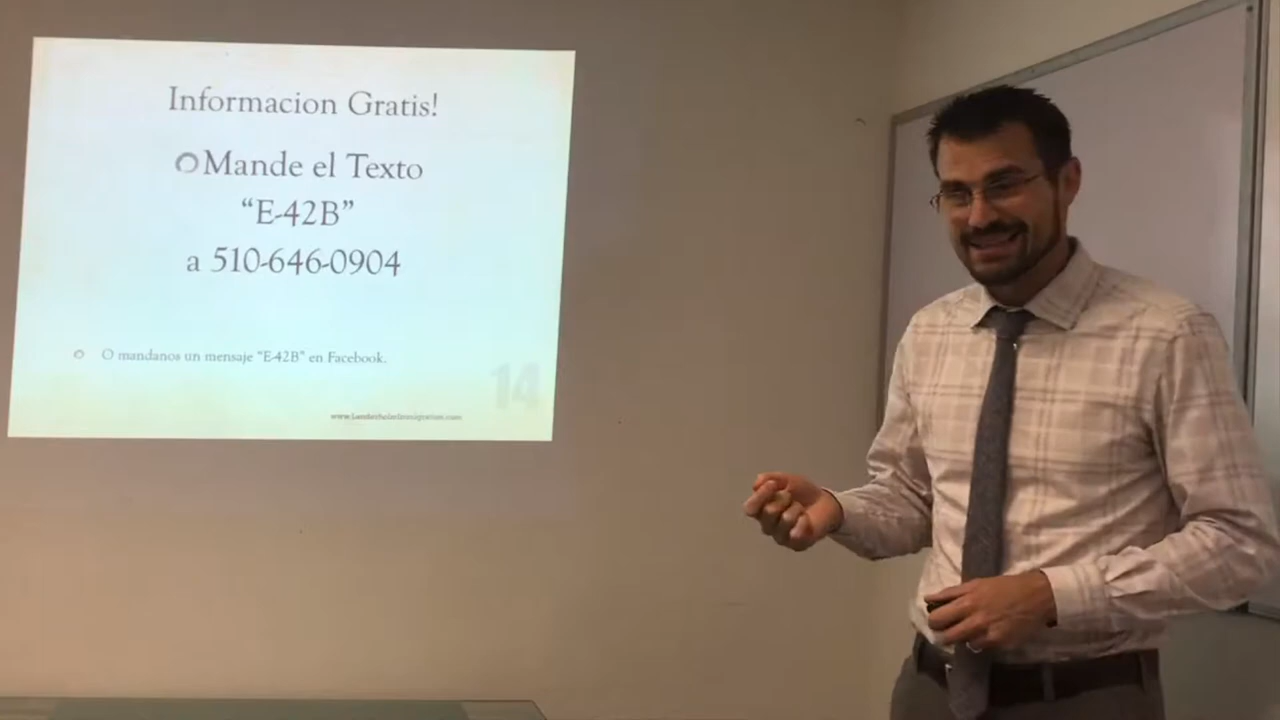 Informacion Gratis!
Mande el Texto
“E-42B”
a 510-646-0904
O mandanos un mensaje “E-42B” en Facebook.
14